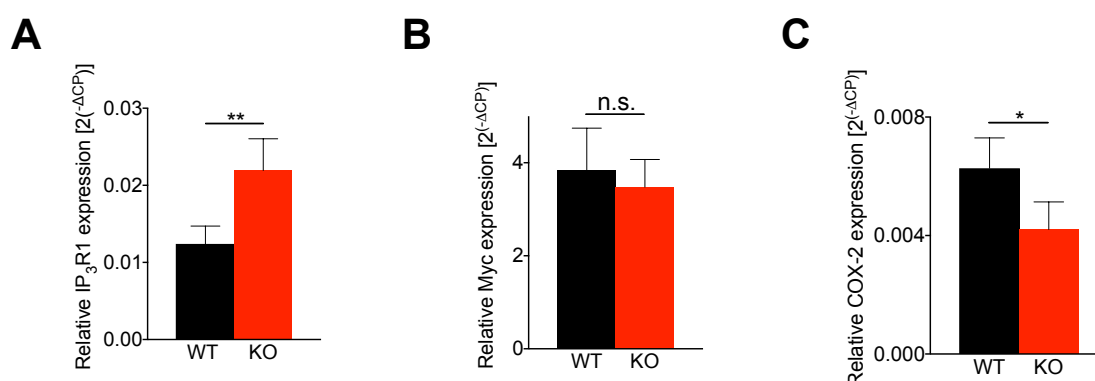 A
B
C
Relative IP₃R1 expression [2(⁻ΔCP)]
0.03
0.02
0.01
0.00
**
WT KO
Relative Myc expression [2⁽⁻ΔCP⁾]
4
2
0
n.s.
WT KO
Relative COX-2 expression [2⁽⁻ΔCP⁾]
0.008
0.004
0.000
*
WT KO